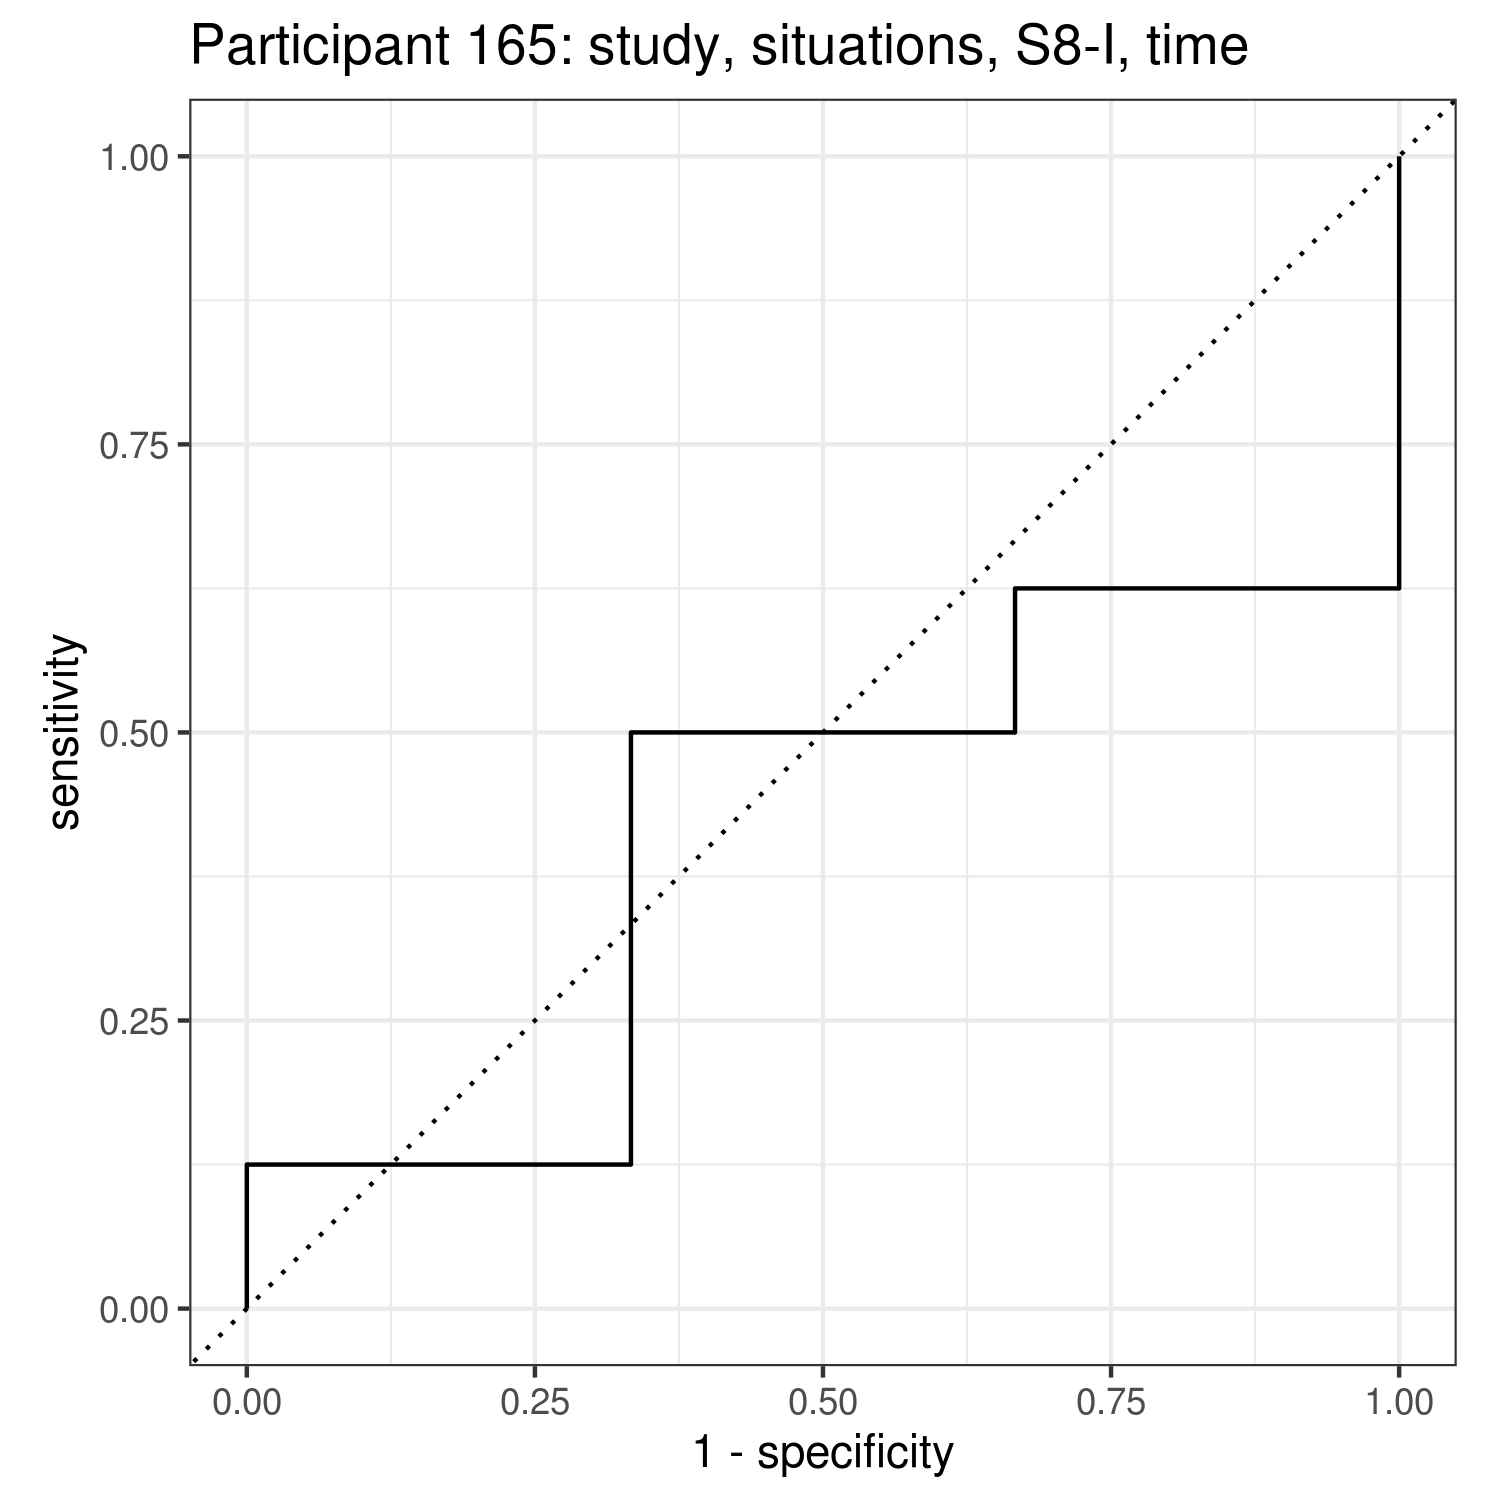 Participant 165: study, situations, S8-I, time
1.00
0.75
0.50
0.25
0.00
sensitivity
0.00 0.25 0.50 0.75 1.00
1 - specificity